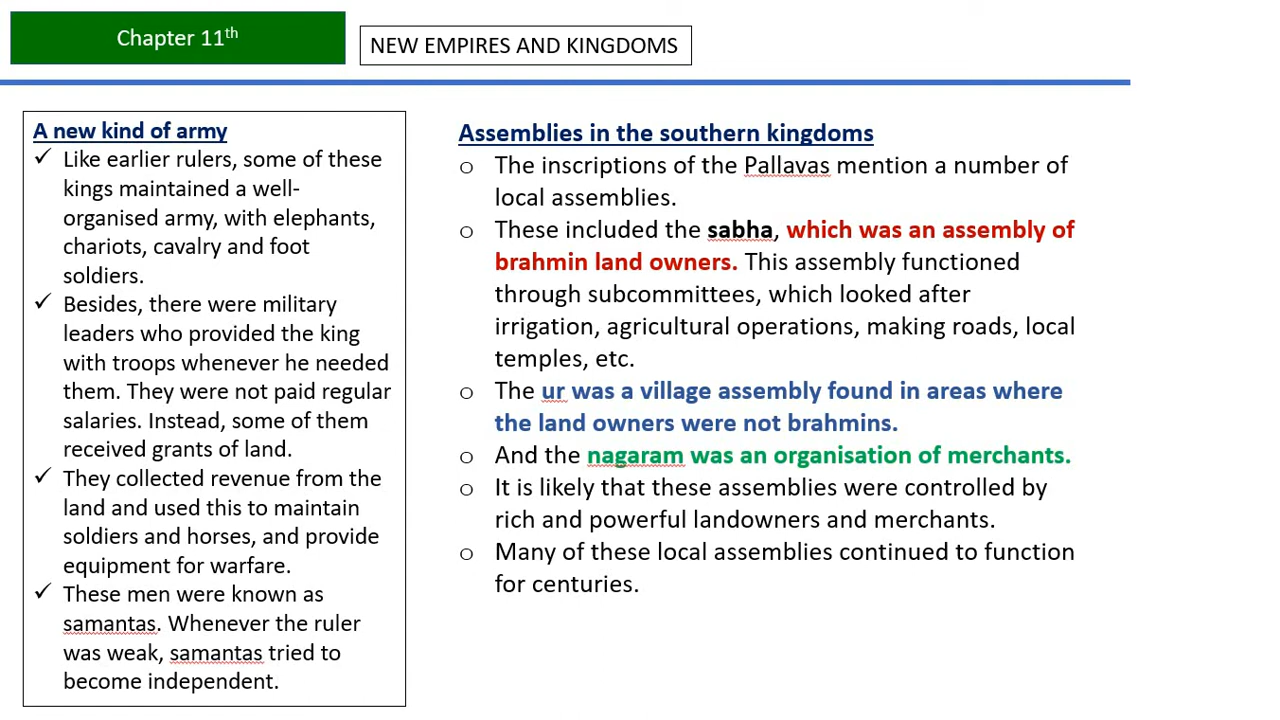 Chapter 11th
NEW EMPIRES AND KINGDOMS
A new kind of army
✓ Like earlier rulers, some of these
kings maintained a well-
organised army, with elephants,
chariots, cavalry and foot
soldiers.
✓ Besides, there were military
leaders who provided the king
with troops whenever he needed
them. They were not paid regular
salaries. Instead, some of them
received grants of land.
✓ They collected revenue from the
land and used this to maintain
soldiers and horses, and provide
equipment for warfare.
✓ These men were known as
samantas. Whenever the ruler
was weak, samantas tried to
become independent.
Assemblies in the southern kingdoms
o The inscriptions of the Pallavas mention a number of
local assemblies.
o These included the sabha, which was an assembly of
brahmin land owners. This assembly functioned
through subcommittees, which looked after
irrigation, agricultural operations, making roads, local
temples, etc.
o The ur was a village assembly found in areas where
the land owners were not brahmins.
o And the nagaram was an organisation of merchants.
o It is likely that these assemblies were controlled by
rich and powerful landowners and merchants.
o Many of these local assemblies continued to function
for centuries.